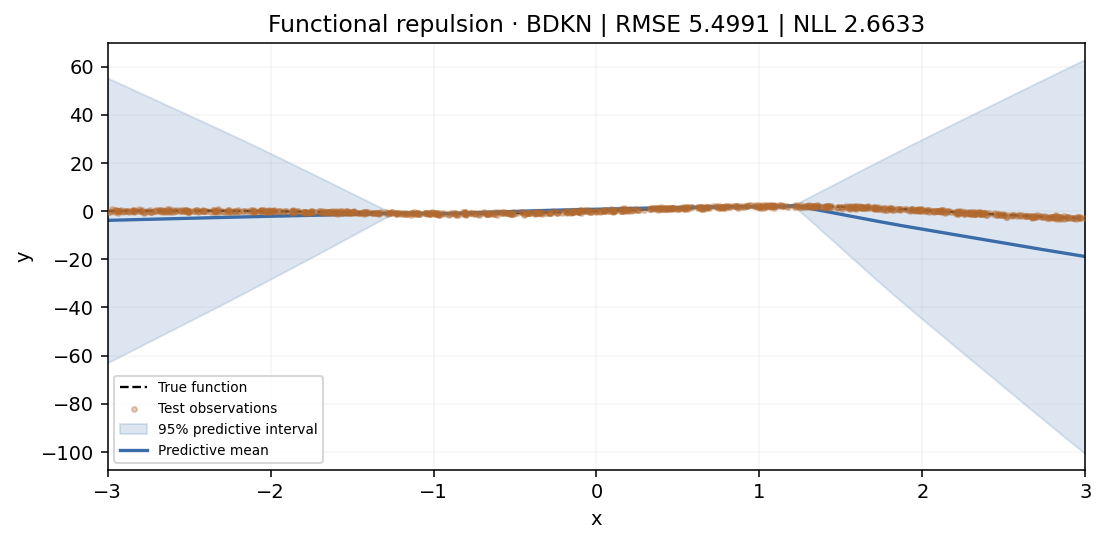 Functional repulsion · BDKN | RMSE 5.4991 | NLL 2.6633
60
40
20
0
−20
−40
−60
−80
−100
y
True function
Test observations
95% predictive interval
Predictive mean
−3
−2
−1
0
1
2
3
x